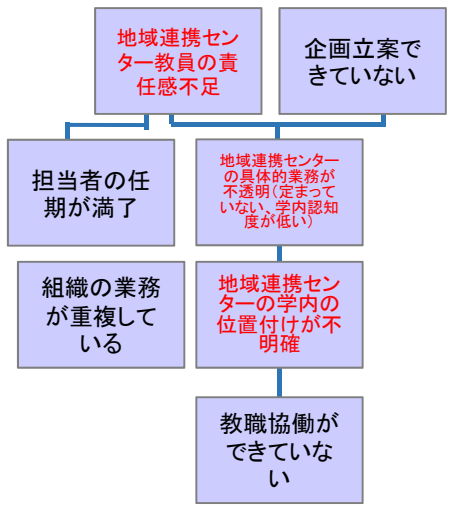 地域連携セン
ター教員の責
任感不足
企画立案で
きていない
担当者の任
期が満了
地域連携センター
の具体的業務が
不透明(定まって
いない、学内認知
度が低い)
組織の業務
が重複して
いる
地域連携セン
ターの学内の
位置付けが不
明確
教職協働が
できていな
い